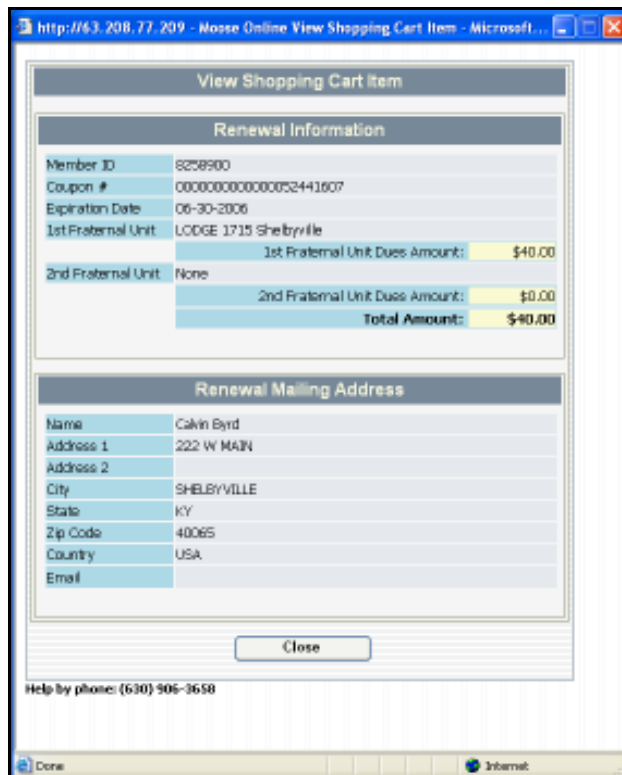 http://63.208.77.209 - Moose Online View Shopping Cart Item - Microsoft...
View Shopping Cart Item
Renewal Information
Member ID 8258900
Coupon # 0000000000000052441607
Expiration Date 06-30-2006
1st Fraternal Unit LODGE 1715 Shelbyville
1st Fraternal Unit Dues Amount: $40.00
2nd Fraternal Unit None
2nd Fraternal Unit Dues Amount: $0.00
Total Amount: $40.00
Renewal Mailing Address
Name Calvin Byrd
Address 1 222 W MAIN
Address 2
City SHELBYVILLE
State KY
Zip Code 40065
Country USA
Email
Close
Help by phone: (630) 906-3658
Done Internet